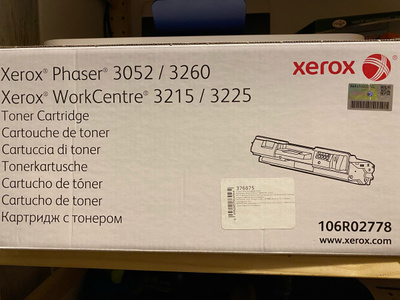 Xerox® Phaser® 3052 / 3260
Xerox® WorkCentre® 3215 / 3225
Toner Cartridge
Cartouche de toner
Cartuccia di toner
Tonerkartusche
Cartucho de tóner
Cartucho de toner
Картридж с тонером
xerox
376875
106R02778
www.xerox.com